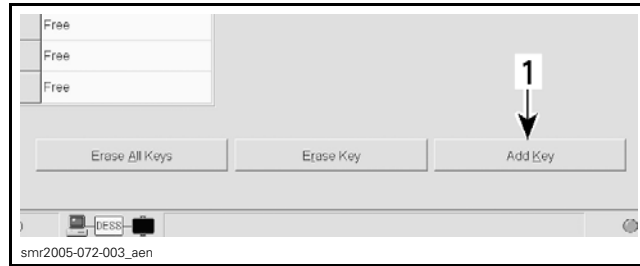 Free
Free
Free
1
Erase All Keys Erase Key Add Key
DESS
smr2005-072-003_aen